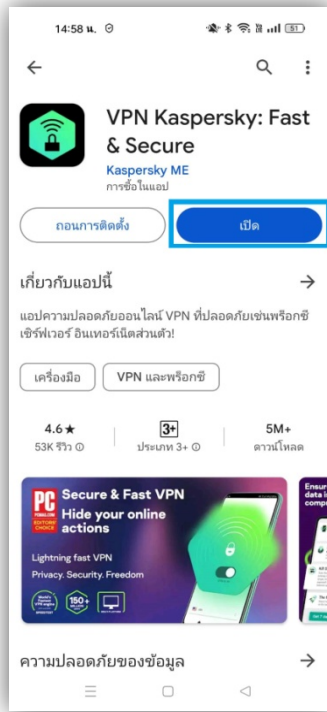 14:58 น.
51
VPN Kaspersky: Fast
& Secure
Kaspersky ME
การซื้อในแอป
ถอนการติดตั้ง
เปิด
เกี่ยวกับแอปนี้
แอปความปลอดภัยออนไลน์ VPN ที่ปลอดภัยเช่นพร็อกซี
เซิร์ฟเวอร์ อินเทอร์เน็ตส่วนตัว!
เครื่องมือ
VPN และพร็อกซี
4.6★
53K รีวิว
3+
ประเภท 3+
5M+
ดาวน์โหลด
PC
EDITORS'
CHOICE
Secure & Fast VPN
Hide your online
actions
Lightning fast VPN
Privacy. Security. Freedom
150+
Ensur
data i
compu
ความปลอดภัยของข้อมูล